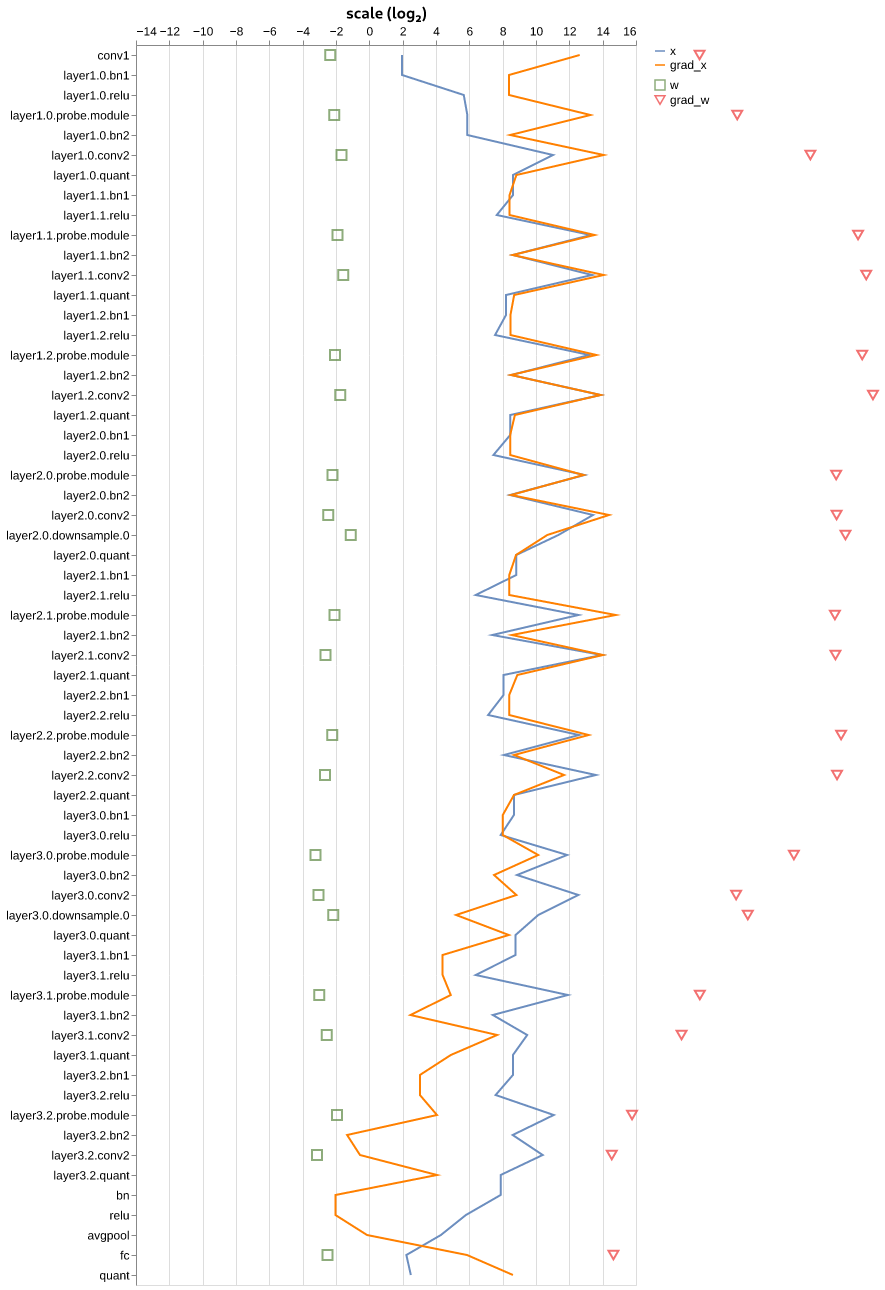 scale (log₂)
−14 −12 −10 −8 −6 −4 −2 0 2 4 6 8 10 12 14 16
x
grad_x
w
grad_w
conv1
layer1.0.bn1
layer1.0.relu
layer1.0.probe.module
layer1.0.bn2
layer1.0.conv2
layer1.0.quant
layer1.1.bn1
layer1.1.relu
layer1.1.probe.module
layer1.1.bn2
layer1.1.conv2
layer1.1.quant
layer1.2.bn1
layer1.2.relu
layer1.2.probe.module
layer1.2.bn2
layer1.2.conv2
layer1.2.quant
layer2.0.bn1
layer2.0.relu
layer2.0.probe.module
layer2.0.bn2
layer2.0.conv2
layer2.0.downsample.0
layer2.0.quant
layer2.1.bn1
layer2.1.relu
layer2.1.probe.module
layer2.1.bn2
layer2.1.conv2
layer2.1.quant
layer2.2.bn1
layer2.2.relu
layer2.2.probe.module
layer2.2.bn2
layer2.2.conv2
layer2.2.quant
layer3.0.bn1
layer3.0.relu
layer3.0.probe.module
layer3.0.bn2
layer3.0.conv2
layer3.0.downsample.0
layer3.0.quant
layer3.1.bn1
layer3.1.relu
layer3.1.probe.module
layer3.1.bn2
layer3.1.conv2
layer3.1.quant
layer3.2.bn1
layer3.2.relu
layer3.2.probe.module
layer3.2.bn2
layer3.2.conv2
layer3.2.quant
bn
relu
avgpool
fc
quant